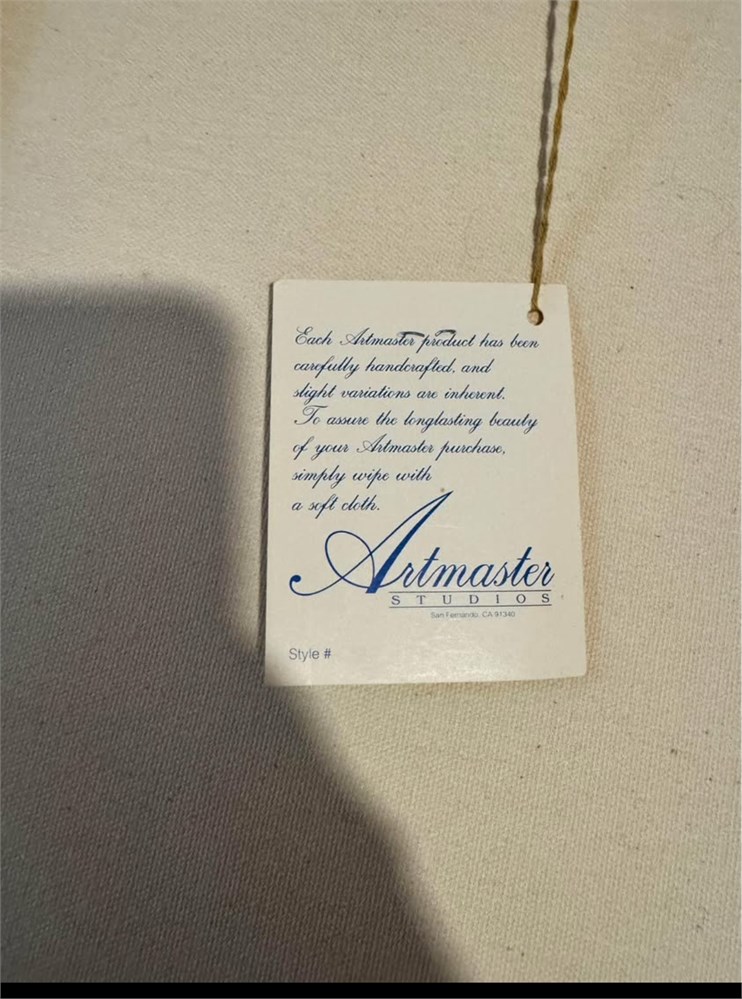 Each Artmaster product has been
carefully handcrafted, and
slight variations are inherent.
To assure the longlasting beauty
of your Artmaster purchase,
simply wipe with
a soft cloth.
Artmaster
STUDIOS
San Fernando, CA 91340
Style #